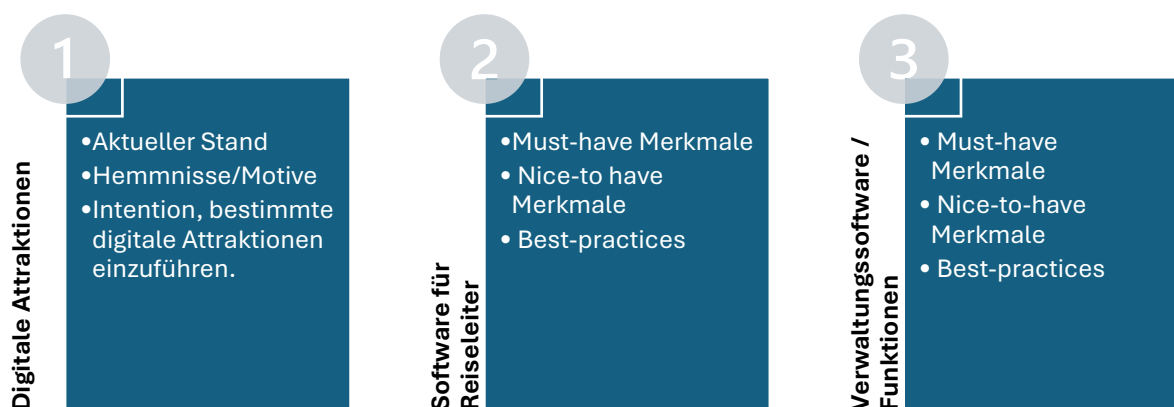 1
Digitale Attraktionen
•Aktueller Stand
•Hemmnisse/Motive
•Intention, bestimmte
digitale Attraktionen
einzuführen.
2
Software für
Reiseleiter
•Must-have Merkmale
• Nice-to have
Merkmale
• Best-practices
3
Verwaltungssoftware /
Funktionen
• Must-have
Merkmale
• Nice-to-have
Merkmale
• Best-practices